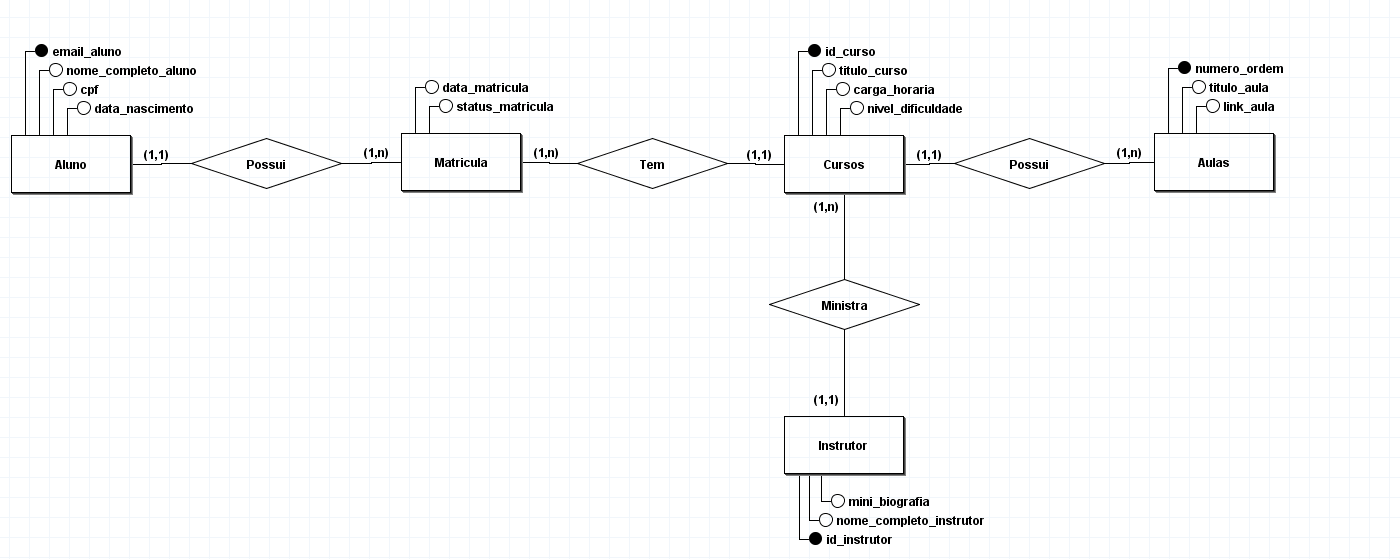 email_aluno
nome_completo_aluno
cpf
data_nascimento
Aluno
(1,1)
Possui
(1,n)
data_matricula
status_matricula
Matricula
(1,n)
Tem
(1,1)
id_curso
titulo_curso
carga_horaria
nivel_dificuldade
Cursos
(1,1)
Possui
(1,n)
numero_ordem
titulo_aula
link_aula
Aulas
(1,n)
Ministra
(1,1)
Instrutor
mini_biografia
nome_completo_instrutor
id_instrutor